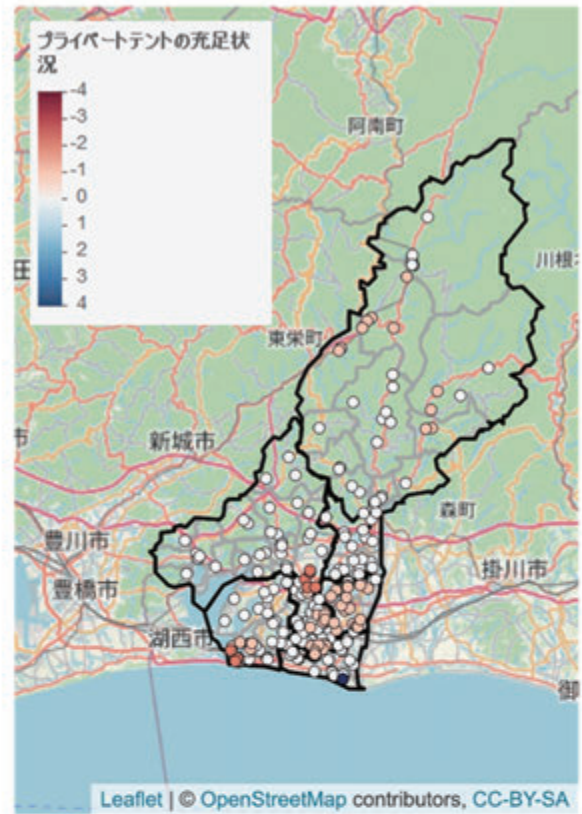 プライベートテントの充足状
況
-4
-3
-2
-1
0
1
2
3
4
阿南町
川根本
東栄町
新城市
森町
豊川市
掛川市
豊橋市
湖西市
御
Leaflet | © OpenStreetMap contributors, CC-BY-SA